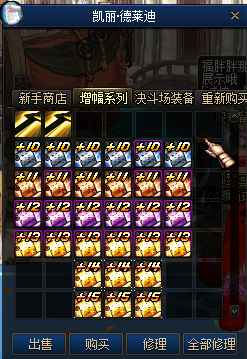 凯丽·德莱迪
福胖胖那
展示哦
新手商店 增幅系列 决斗场装备 重新购买
+10 +10 +10 +10 +10 +10
+11 +11 +11 +11 +11 +11
+12 +12 +12 +12 +12 +12
+13 +13 +13 +13 +13 +13
+14 +14 +14
+15 +15 +15
出售 购买 修理 全部修理